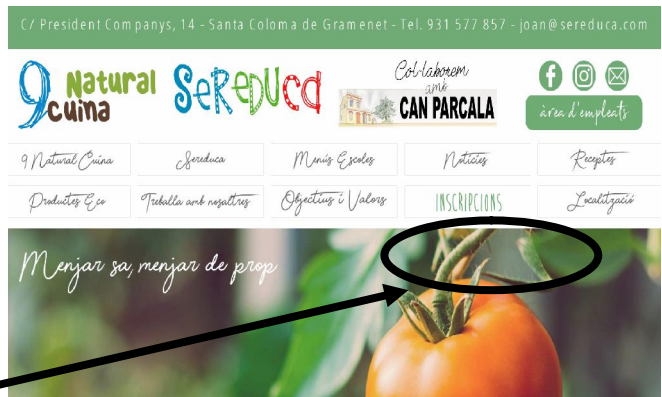 C/ President Companys, 14 - Santa Coloma de Gramenet - Tel. 931 577 857 - joan@sereduca.com
9 Natural Cuina
SeReDUCa
Col·laborem amb
CAN PARCALA
àrea d'empleats
9 Natural Cuina Sereduca Menús Escoles Notícies Receptes
Productes Eco Treballa amb nosaltres Objectius i Valors INSCRIPCIONS Localització
Menjar sa, menjar de prop